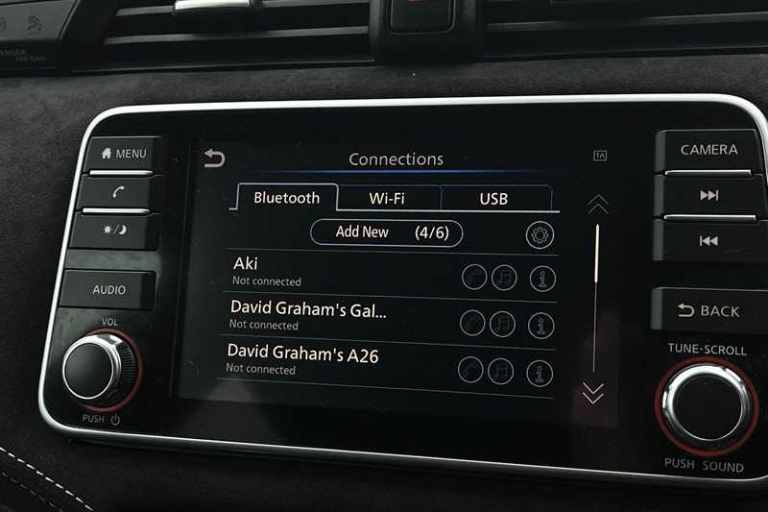 MENU
AUDIO
VOL
PUSH
Connections
Bluetooth
Wi-Fi
USB
Add New (4/6)
Aki
Not connected
David Graham's Gal...
Not connected
David Graham's A26
Not connected
CAMERA
BACK
TUNE·SCROLL
PUSH SOUND